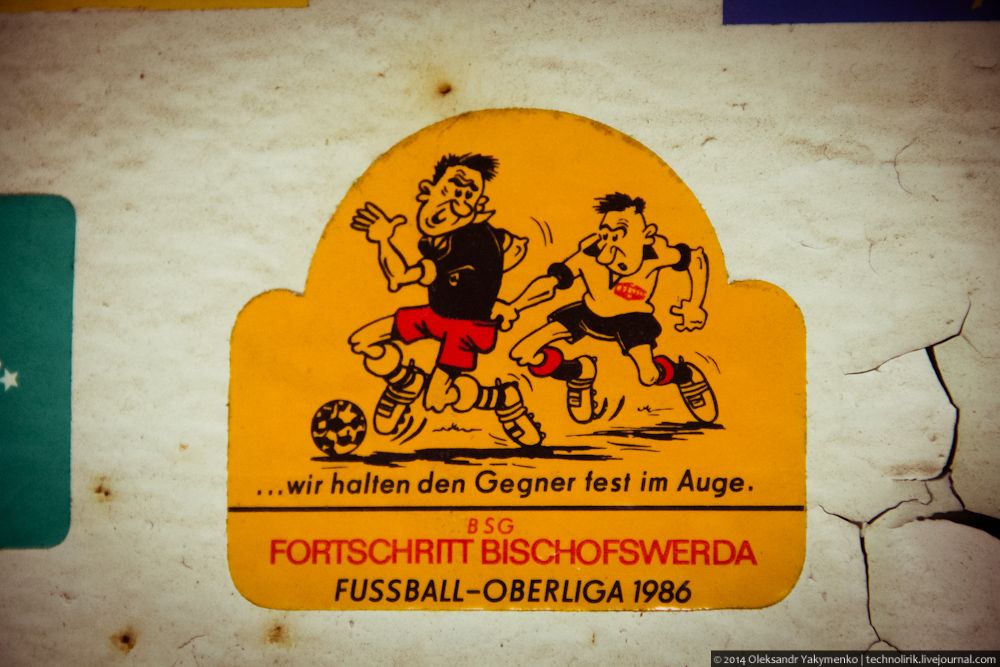 ...wir halten den Gegner fest im Auge.
BSG
FORTSCHRITT BISCHOFSWERDA
FUSSBALL-OBERLIGA 1986
© 2014 Oleksandr Yakymenko | technolirik.livejournal.com